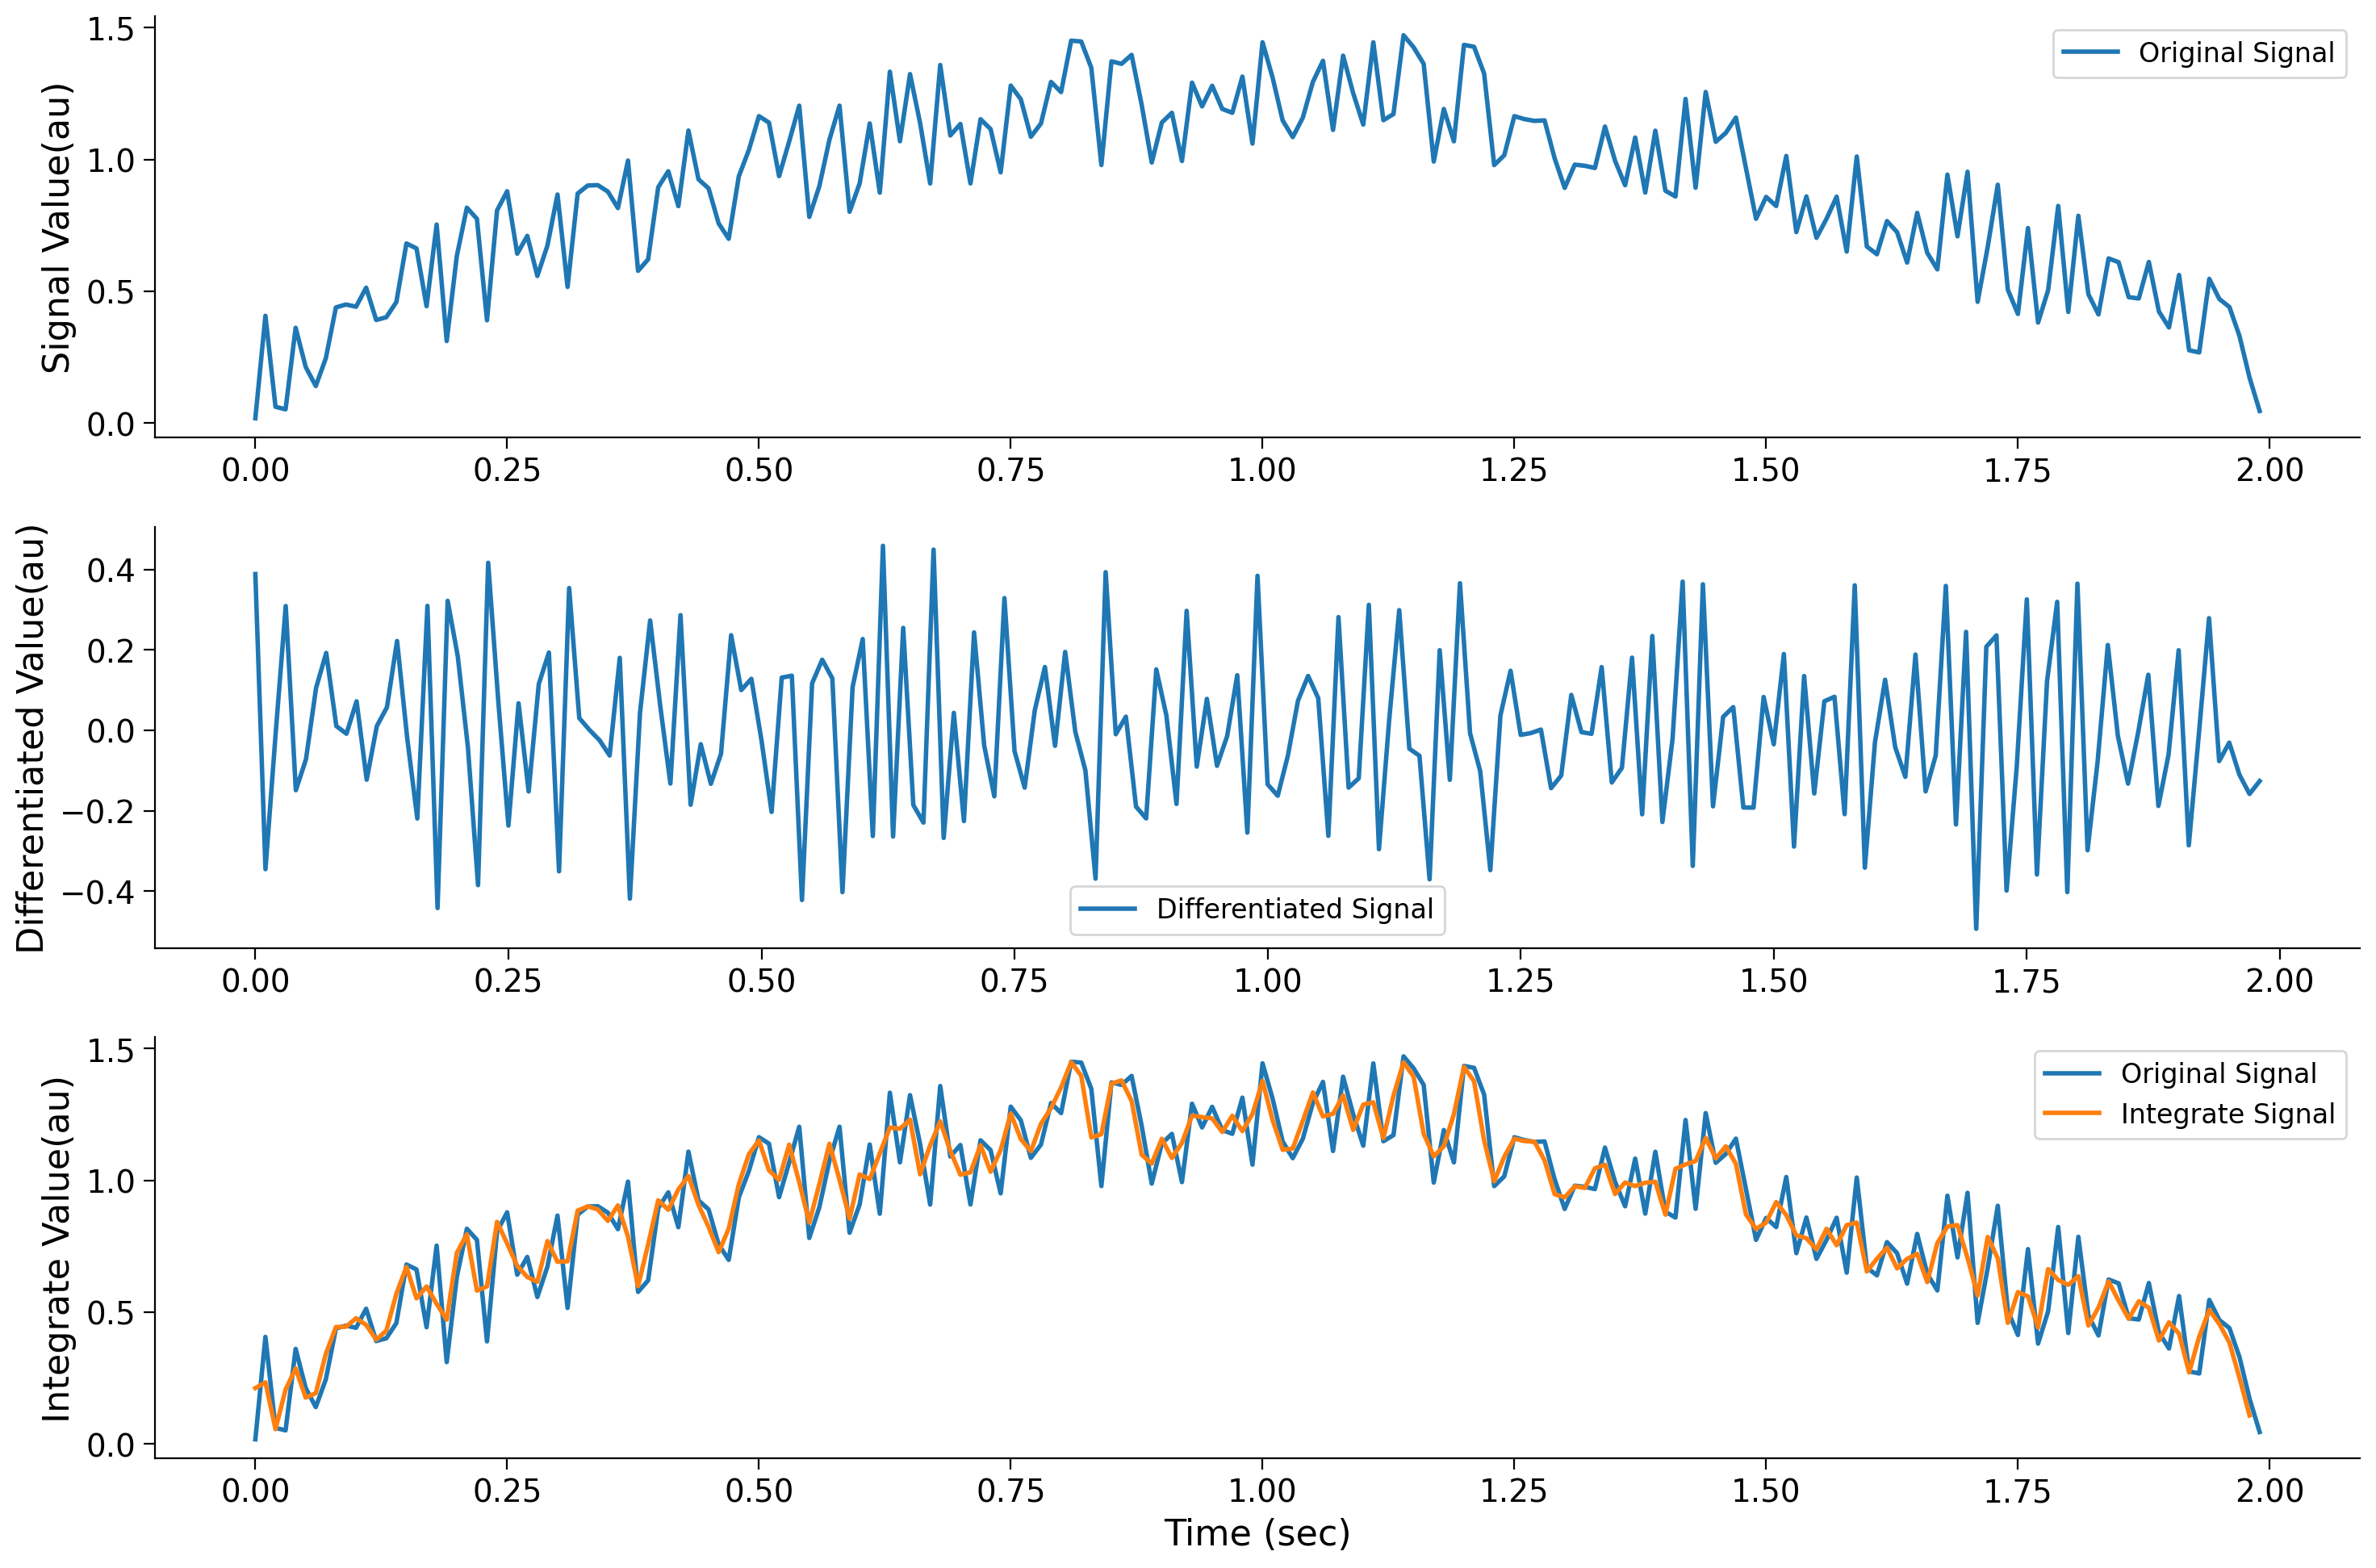 Signal Value(au)
1.5
1.0
0.5
0.0
Original Signal
0.00 0.25 0.50 0.75 1.00 1.25 1.50 1.75 2.00
Differentiated Value(au)
0.4
0.2
0.0
−0.2
−0.4
Differentiated Signal
0.00 0.25 0.50 0.75 1.00 1.25 1.50 1.75 2.00
Integrate Value(au)
1.5
1.0
0.5
0.0
Original Signal
Integrate Signal
0.00 0.25 0.50 0.75 1.00 1.25 1.50 1.75 2.00
Time (sec)